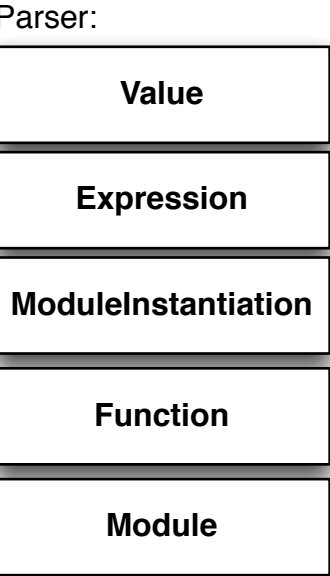 Parser:
Value
Expression
ModuleInstantiation
Function
Module